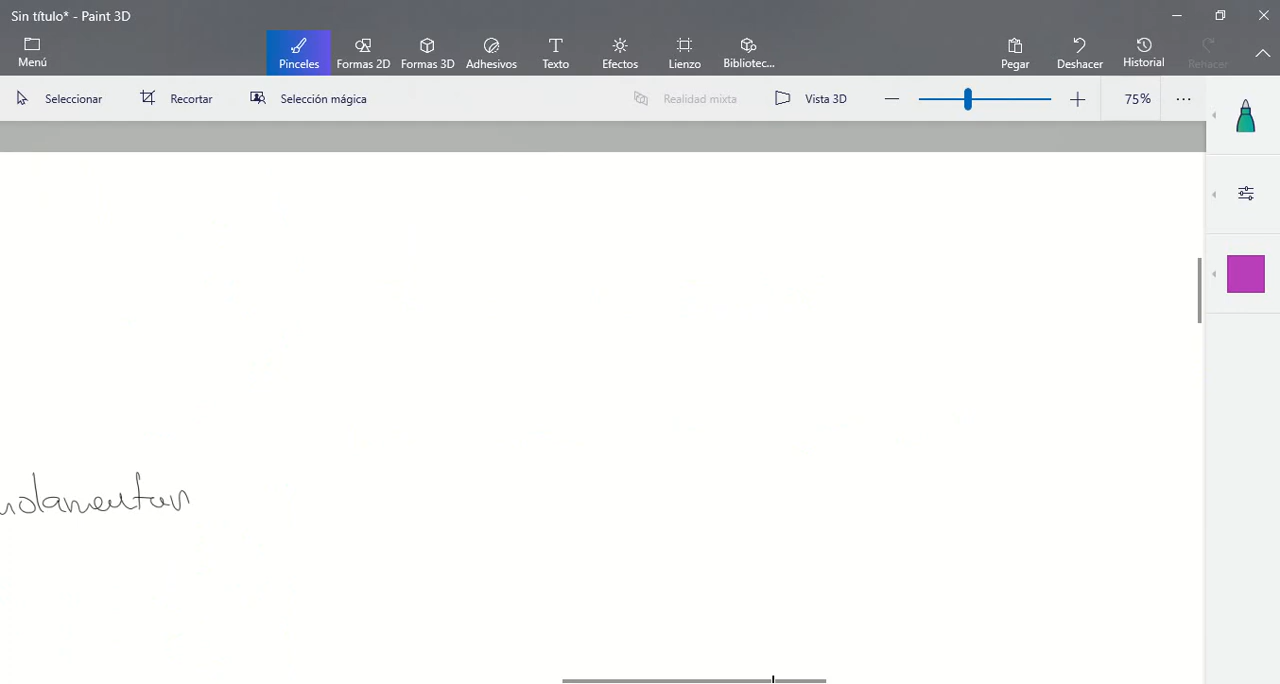 Sin título* - Paint 3D
Menú
Pinceles
Formas 2D
Formas 3D
Adhesivos
Texto
Efectos
Lienzo
Bibliotec...
Pegar
Deshacer
Historial
Rehacer
Seleccionar
Recortar
Selección mágica
Realidad mixta
Vista 3D
75%
ndamentan